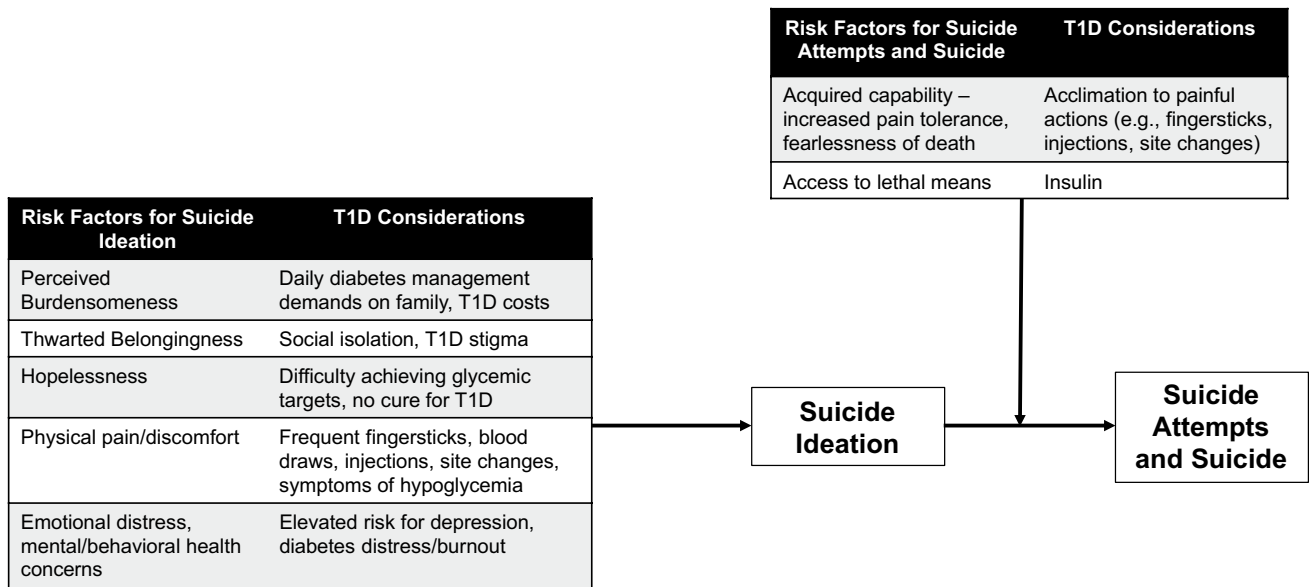 Risk Factors for Suicide
Attempts and Suicide
T1D Considerations
Acquired capability –
increased pain tolerance,
fearlessness of death
Acclimation to painful
actions (e.g., fingersticks,
injections, site changes)
Access to lethal means
Insulin
Risk Factors for Suicide
Ideation
T1D Considerations
Perceived
Burdensomeness
Daily diabetes management
demands on family, T1D costs
Thwarted Belongingness
Social isolation, T1D stigma
Hopelessness
Difficulty achieving glycemic
targets, no cure for T1D
Physical pain/discomfort
Frequent fingersticks, blood
draws, injections, site changes,
symptoms of hypoglycemia
Emotional distress,
mental/behavioral health
concerns
Elevated risk for depression,
diabetes distress/burnout
Suicide
Ideation
Suicide
Attempts
and Suicide